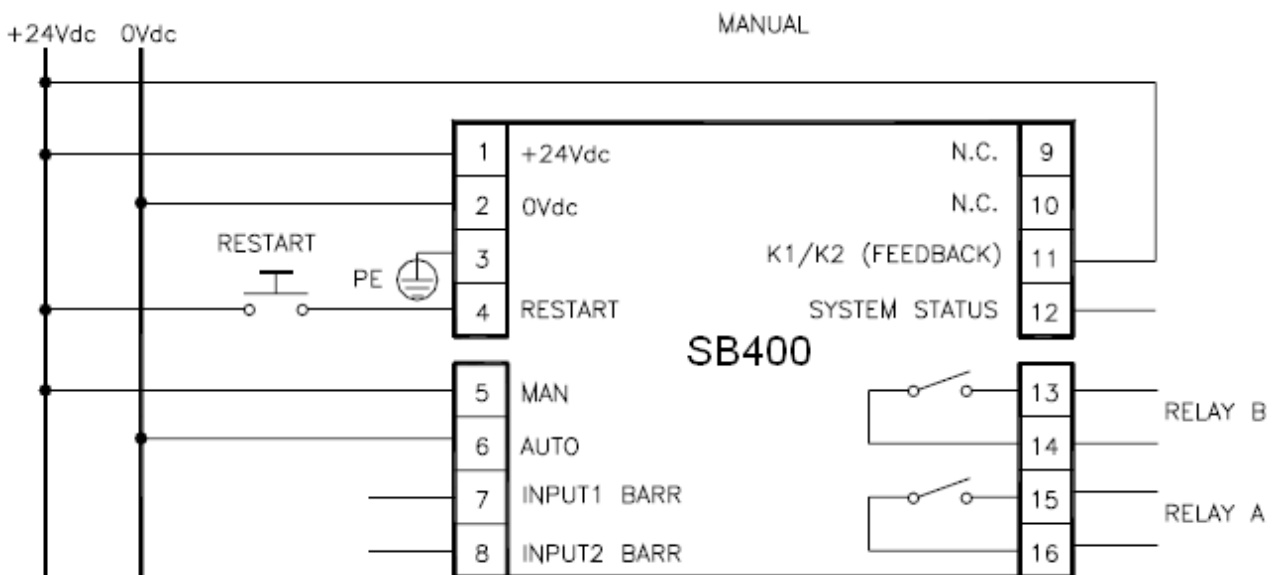 MANUAL
+24Vdc 0Vdc
1 +24Vdc N.C. 9
2 0Vdc N.C. 10
RESTART
PE 3 K1/K2 (FEEDBACK) 11
4 RESTART SYSTEM STATUS 12
SB400
5 MAN 13
RELAY B
6 AUTO 14
7 INPUT1 BARR 15
RELAY A
8 INPUT2 BARR 16